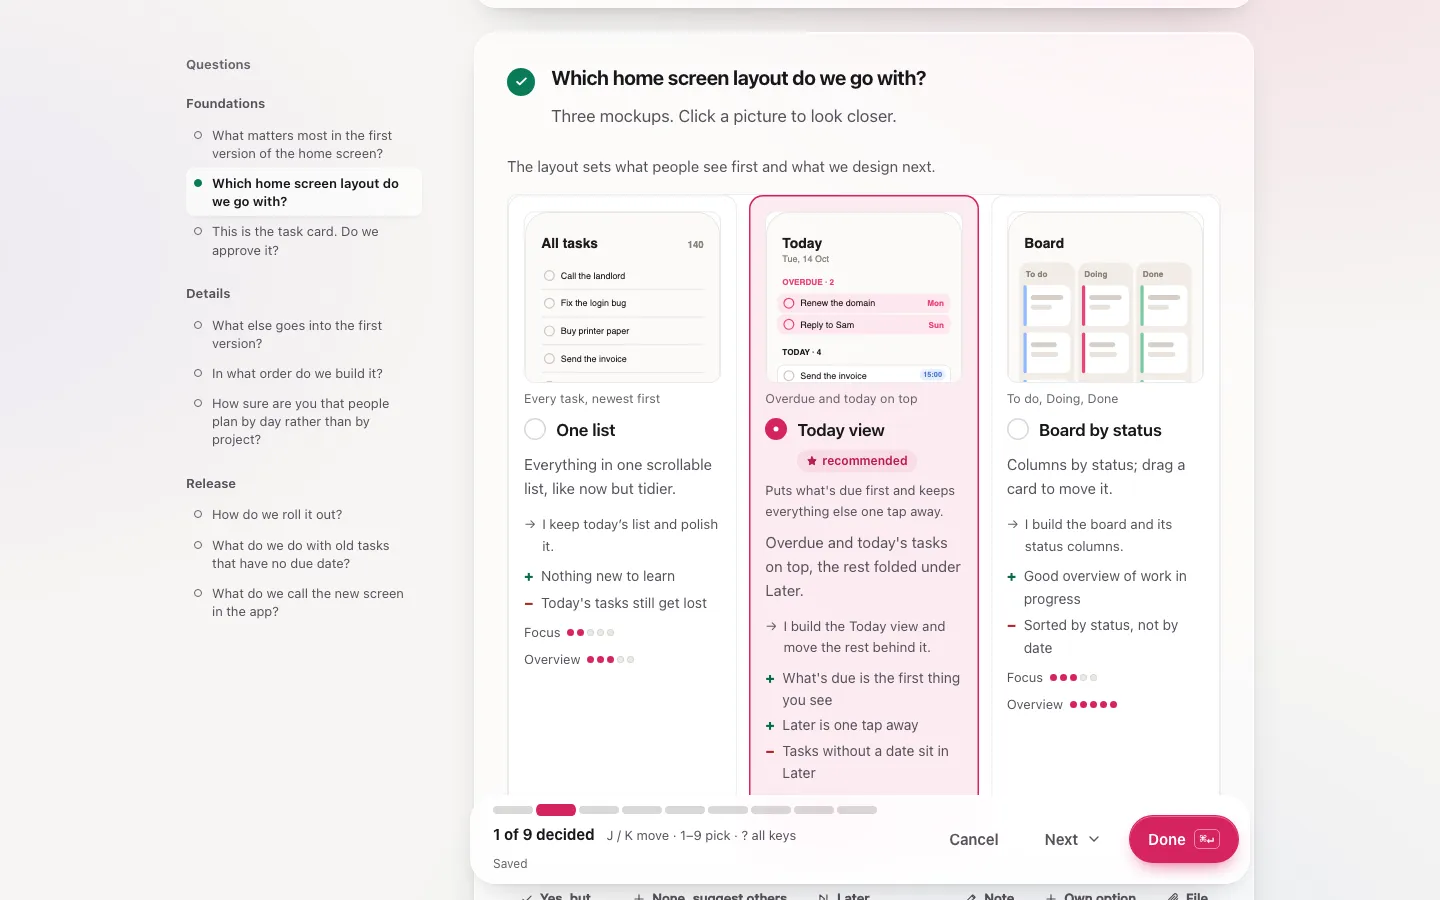 Questions
Foundations
What matters most in the first
version of the home screen?
Which home screen layout do
we go with?
This is the task card. Do we
approve it?
Details
What else goes into the first
version?
In what order do we build it?
How sure are you that people
plan by day rather than by
project?
Release
How do we roll it out?
What do we do with old tasks
that have no due date?
What do we call the new screen
in the app?
Which home screen layout do we go with?
Three mockups. Click a picture to look closer.
The layout sets what people see first and what we design next.
All tasks 140
Call the landlord
Fix the login bug
Buy printer paper
Send the invoice
Every task, newest first
One list
Everything in one scrollable
list, like now but tidier.
→ I keep today’s list and polish
it.
+ Nothing new to learn
− Today's tasks still get lost
Focus
Overview
Today
Tue, 14 Oct
OVERDUE · 2
Renew the domain Mon
Reply to Sam Sun
TODAY · 4
Send the invoice 15:00
Overdue and today on top
Today view
★ recommended
Puts what's due first and keeps
everything else one tap away.
Overdue and today's tasks
on top, the rest folded under
Later.
→ I build the Today view and
move the rest behind it.
+ What's due is the first thing
you see
+ Later is one tap away
− Tasks without a date sit in
Later
Board
To do Doing Done
To do, Doing, Done
Board by status
Columns by status; drag a
card to move it.
→ I build the board and its
status columns.
+ Good overview of work in
progress
− Sorted by status, not by
date
Focus
Overview
1 of 9 decided J / K move · 1–9 pick · ? all keys
Saved
Cancel Next Done ⌘↵
Yes, but None, suggest others Later Note Own option File